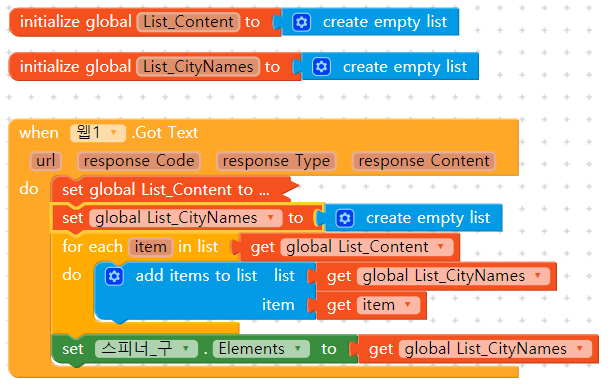 initialize global List_Content to create empty list
initialize global List_CityNames to create empty list
when 웹1 .Got Text
url response Code response Type response Content
do set global List_Content to ...
set global List_CityNames to create empty list
for each item in list get global List_Content
do add items to list list get global List_CityNames
item get item
set 스피너_구 . Elements to get global List_CityNames